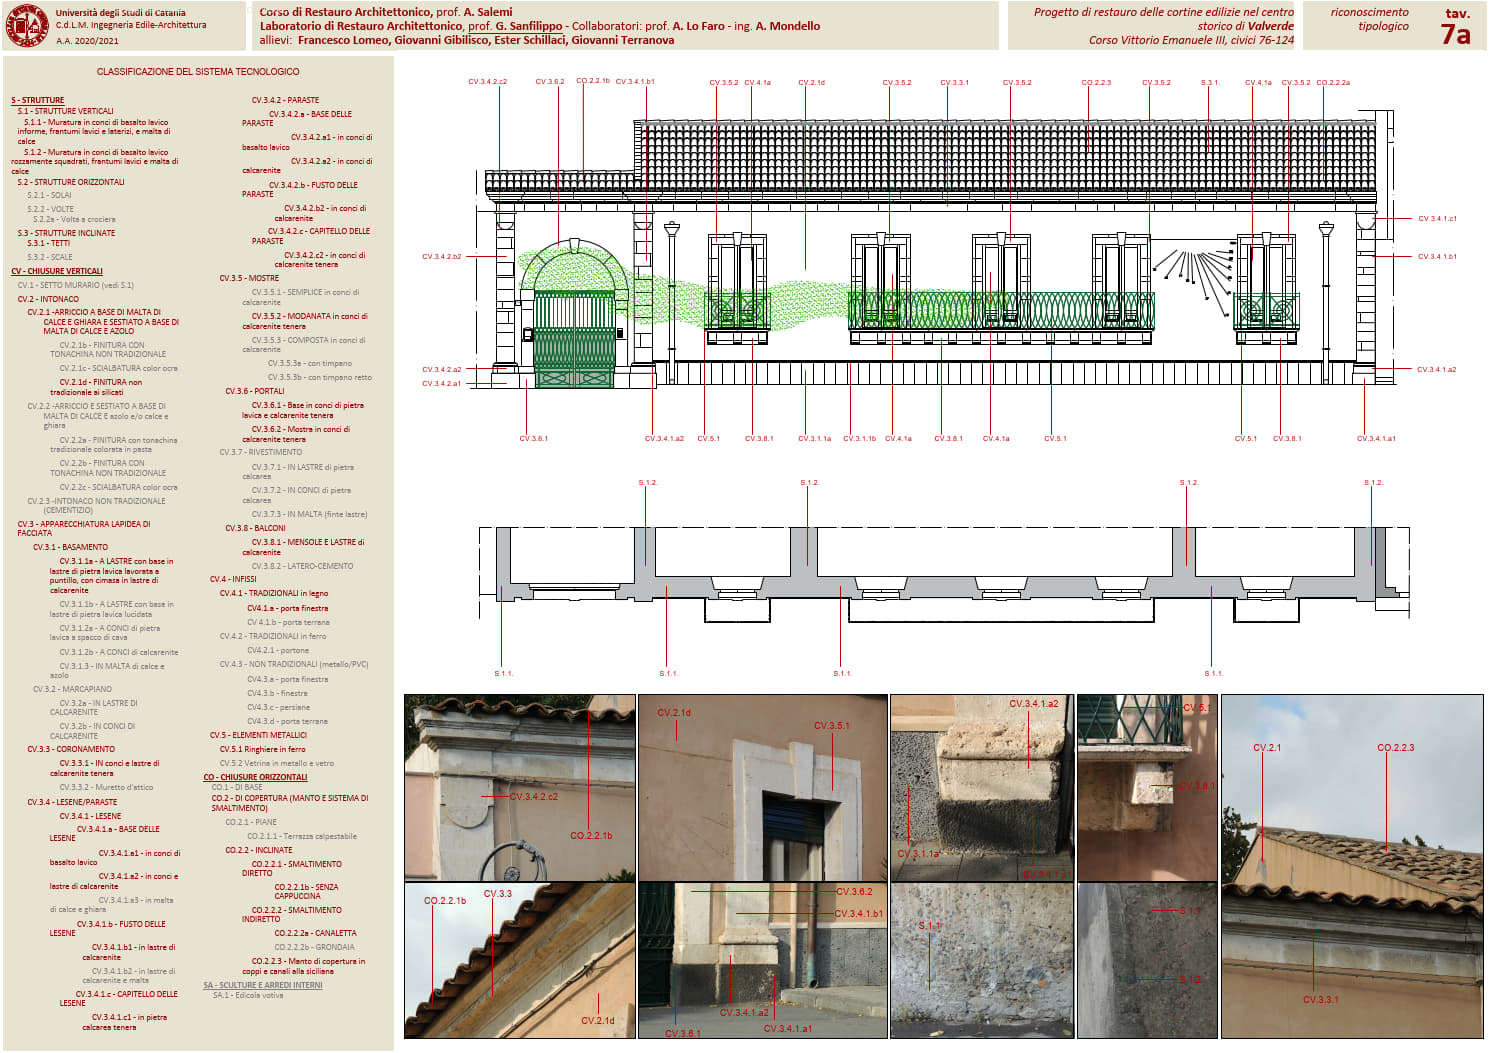 Università degli Studi di Catania
C.d.L.M. Ingegneria Edile-Architettura
A.A. 2020/2021
Corso di Restauro Architettonico, prof. A. Salemi
Laboratorio di Restauro Architettonico, prof. G. Sanfilippo - Collaboratori: prof. A. Lo Faro - ing. A. Mondello
allievi: Francesco Lomeo, Giovanni Gibilisco, Ester Schillaci, Giovanni Terranova
Progetto di restauro delle cortine edilizie nel centro
storico di Valverde
Corso Vittorio Emanuele III, civici 76-124
riconoscimento
tipologico
tav.
7a
CLASSIFICAZIONE DEL SISTEMA TECNOLOGICO
S - STRUTTURE
S.1 - STRUTTURE VERTICALI
S.1.1 - Muratura in conci di basalto lavico
informe, frantumi lavici e laterizi, e malta di
calce
S.1.2 - Muratura in conci di basalto lavico
rozzamente squadrati, frantumi lavici e malta di
calce
S.2 - STRUTTURE ORIZZONTALI
S.2.1 - SOLAI
S.2.2 - VOLTE
S.2.2a - Volta a crociera
S.3 - STRUTTURE INCLINATE
S.3.1 - TETTI
S.3.2 - SCALE
CV - CHIUSURE VERTICALI
CV.1 - SETTO MURARIO (vedi S.1)
CV.2 - INTONACO
CV.2.1 -ARRICCIO A BASE DI MALTA DI
CALCE E GHIARA E SESTIATO A BASE DI
MALTA DI CALCE E AZOLO
CV.2.1b - FINITURA CON
TONACHINA NON TRADIZIONALE
CV.2.1c - SCIALBATURA color ocra
CV.2.1d - FINITURA non
tradizionale ai silicati
CV.2.2 -ARRICCIO E SESTIATO A BASE DI
MALTA DI CALCE E azolo e/o calce e
ghiara
CV.2.2a - FINITURA con tonachina
tradizionale colorata in pasta
CV.2.2b - FINITURA CON
TONACHINA NON TRADIZIONALE
CV.2.2c - SCIALBATURA color ocra
CV.2.3 -INTONACO NON TRADIZIONALE
(CEMENTIZIO)
CV.3 - APPARECCHIATURA LAPIDEA DI
FACCIATA
CV.3.1 - BASAMENTO
CV.3.1.1a - A LASTRE con base in
lastre di pietra lavica lavorata a
puntillo, con cimasa in lastre di
calcarenite
CV.3.1.1b - A LASTRE con base in
lastre di pietra lavica lucidata
CV.3.1.2a - A CONCI di pietra
lavica a spacco di cava
CV.3.1.2b - A CONCI di calcarenite
CV.3.1.3 - IN MALTA di calce e
azolo
CV.3.2 - MARCAPIANO
CV.3.2a - IN LASTRE DI
CALCARENITE
CV.3.2b - IN CONCI DI
CALCARENITE
CV.3.3 - CORONAMENTO
CV.3.3.1 - IN conci e lastre di
calcarenite tenera
CV.3.3.2 - Muretto d'attico
CV.3.4 - LESENE/PARASTE
CV.3.4.1 - LESENE
CV.3.4.1.a - BASE DELLE
LESENE
CV.3.4.1.a1 - in conci di
basalto lavico
CV.3.4.1.a2 - in conci e
lastre di calcarenite
CV.3.4.1.a3 - in malta
di calce e ghiara
CV.3.4.1.b - FUSTO DELLE
LESENE
CV.3.4.1.b1 - in lastre di
calcarenite
CV.3.4.1.b2 - in lastre di
calcarenite e malta
CV.3.4.1.c - CAPITELLO DELLE
LESENE
CV.3.4.1.c1 - in pietra
calcarea tenera
CV.3.4.2 - PARASTE
CV.3.4.2.a - BASE DELLE
PARASTE
CV.3.4.2.a1 - in conci di
basalto lavico
CV.3.4.2.a2 - in conci di
calcarenite
CV.3.4.2.b - FUSTO DELLE
PARASTE
CV.3.4.2.b2 - in conci di
calcarenite
CV.3.4.2.c - CAPITELLO DELLE
PARASTE
CV.3.4.2.c2 - in conci di
calcarenite tenera
CV.3.5 - MOSTRE
CV.3.5.1 - SEMPLICE in conci di
calcarenite
CV.3.5.2 - MODANATA in conci di
calcarenite tenera
CV.3.5.3 - COMPOSTA in conci di
calcarenite
CV.3.5.3a - con timpano
CV.3.5.3b - con timpano retto
CV.3.6 - PORTALI
CV.3.6.1 - Base in conci di pietra
lavica e calcarenite tenera
CV.3.6.2 - Mostra in conci di
calcarenite tenera
CV.3.7 - RIVESTIMENTO
CV.3.7.1 - IN LASTRE di pietra
calcarea
CV.3.7.2 - IN CONCI di pietra
calcarea
CV.3.7.3 - IN MALTA (finte lastre)
CV.3.8 - BALCONI
CV.3.8.1 - MENSOLE E LASTRE di
calcarenite
CV.3.8.2 - LATERO-CEMENTO
CV.4 - INFISSI
CV.4.1 - TRADIZIONALI in legno
CV4.1.a - porta finestra
CV 4.1.b - porta terrana
CV.4.2 - TRADIZIONALI in ferro
CV4.2.1 - portone
CV.4.3 - NON TRADIZIONALI (metallo/PVC)
CV4.3.a - porta finestra
CV4.3.b - finestra
CV4.3.c - persiane
CV4.3.d - porta terrana
CV.5 - ELEMENTI METALLICI
CV.5.1 Ringhiere in ferro
CV.5.2 Vetrina in metallo e vetro
CO - CHIUSURE ORIZZONTALI
CO.1 - DI BASE
CO.2 - DI COPERTURA (MANTO E SISTEMA DI
SMALTIMENTO)
CO.2.1 - PIANE
CO.2.1.1 - Terrazza calpestabile
CO.2.2 - INCLINATE
CO.2.2.1 - SMALTIMENTO
DIRETTO
CO.2.2.1b - SENZA
CAPPUCCINA
CO.2.2.2 - SMALTIMENTO
INDIRETTO
CO.2.2.2a - CANALETTA
CO.2.2.2b - GRONDAIA
CO.2.2.3 - Manto di copertura in
coppi e canali alla siciliana
SA - SCULTURE E ARREDI INTERNI
SA.1 - Edicola votiva
CV.3.4.2.c2
CV.3.6.2
CO.2.2.1b
CV.3.4.1.b1
CV.3.5.2
CV.4.1a
CV.2.1d
CV.3.5.2
CV.3.3.1
CV.3.5.2
CO.2.2.3
CV.3.5.2
S.3.1.
CV.4.1a
CV.3.5.2
CO.2.2.2a
CV.3.4.2.b2
CV.3.4.2.a2
CV.3.4.2.a1
CV.3.4.1.c1
CV.3.4.1.b1
CV.3.4.1.a2
CV.3.6.1
CV.3.4.1.a2
CV.5.1
CV.3.8.1
CV.3.1.1a
CV.3.1.1b
CV.4.1a
CV.3.8.1
CV.4.1a
CV.5.1
CV.5.1
CV.3.8.1
CV.3.4.1.a1
S.1.2.
S.1.2.
S.1.2.
S.1.2.
S.1.1.
S.1.1.
S.1.1.
S.1.1.
CV.3.4.2.c2
CO.2.2.1b
CV.2.1d
CV.3.5.1
CV.3.4.1.a2
CV.3.1.1a
CV.3.4.1.a1
CV.5.1
CV.3.8.1
CV.2.1
CO.2.2.3
CV.3.3.1
CO.2.2.1b
CV.3.3
CV.2.1d
CV.3.6.2
CV.3.4.1.b1
CV.3.4.1.a2
CV.3.4.1.a1
CV.3.6.1
S.1.1
S.1.1
S.1.2